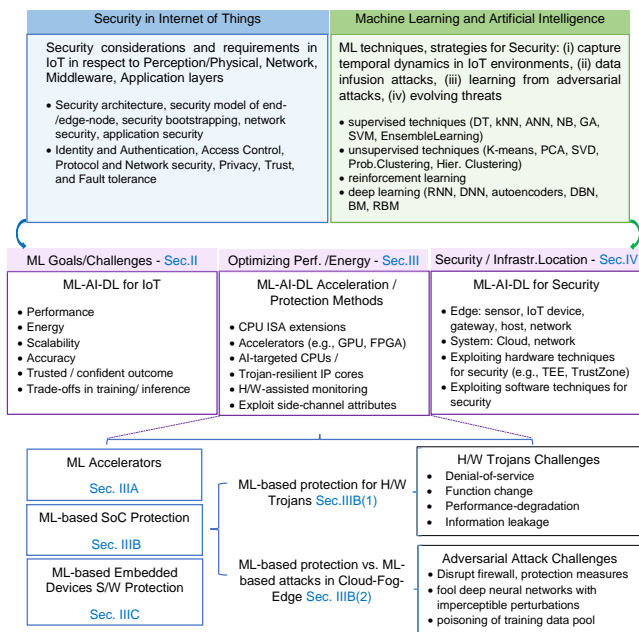 Security in Internet of Things
Security considerations and requirements in
IoT in respect to Perception/Physical, Network,
Middleware, Application layers
• Security architecture, security model of end-
/edge-node, security bootstrapping, network
security, application security
• Identity and Authentication, Access Control,
Protocol and Network security, Privacy, Trust,
and Fault tolerance
Machine Learning and Artificial Intelligence
ML techniques, strategies for Security: (i) capture
temporal dynamics in IoT environments, (ii) data
infusion attacks, (iii) learning from adversarial
attacks, (iv) evolving threats
• supervised techniques (DT, kNN, ANN, NB, GA,
SVM, EnsembleLearning)
• unsupervised techniques (K-means, PCA, SVD,
Prob.Clustering, Hier. Clustering)
• reinforcement learning
• deep learning (RNN, DNN, autoencoders, DBN,
BM, RBM
ML Goals/Challenges - Sec.II
ML-AI-DL for IoT
• Performance
• Energy
• Scalability
• Accuracy
• Trusted / confident outcome
• Trade-offs in training/ inference
Optimizing Perf. /Energy - Sec.III
ML-AI-DL Acceleration /
Protection Methods
• CPU ISA extensions
• Accelerators (e.g., GPU, FPGA)
• AI-targeted CPUs /
• Trojan-resilient IP cores
• H/W-assisted monitoring
• Exploit side-channel attributes
Security / Infrastr.Location - Sec.IV
ML-AI-DL for Security
• Edge: sensor, IoT device,
gateway, host, network
• System: Cloud, network
• Exploiting hardware techniques
for security (e.g., TEE, TrustZone)
• Exploiting software techniques for
security
ML Accelerators
Sec. IIIA
ML-based SoC Protection
Sec. IIIB
ML-based Embedded
Devices S/W Protection
Sec. IIIC
ML-based protection for H/W
Trojans Sec.IIIB(1)
ML-based protection vs. ML-
based attacks in Cloud-Fog-
Edge Sec. IIIB(2)
H/W Trojans Challenges
• Denial-of-service
• Function change
• Performance-degradation
• Information leakage
Adversarial Attack Challenges
• Disrupt firewall, protection measures
• fool deep neural networks with
imperceptible perturbations
• poisoning of training data pool